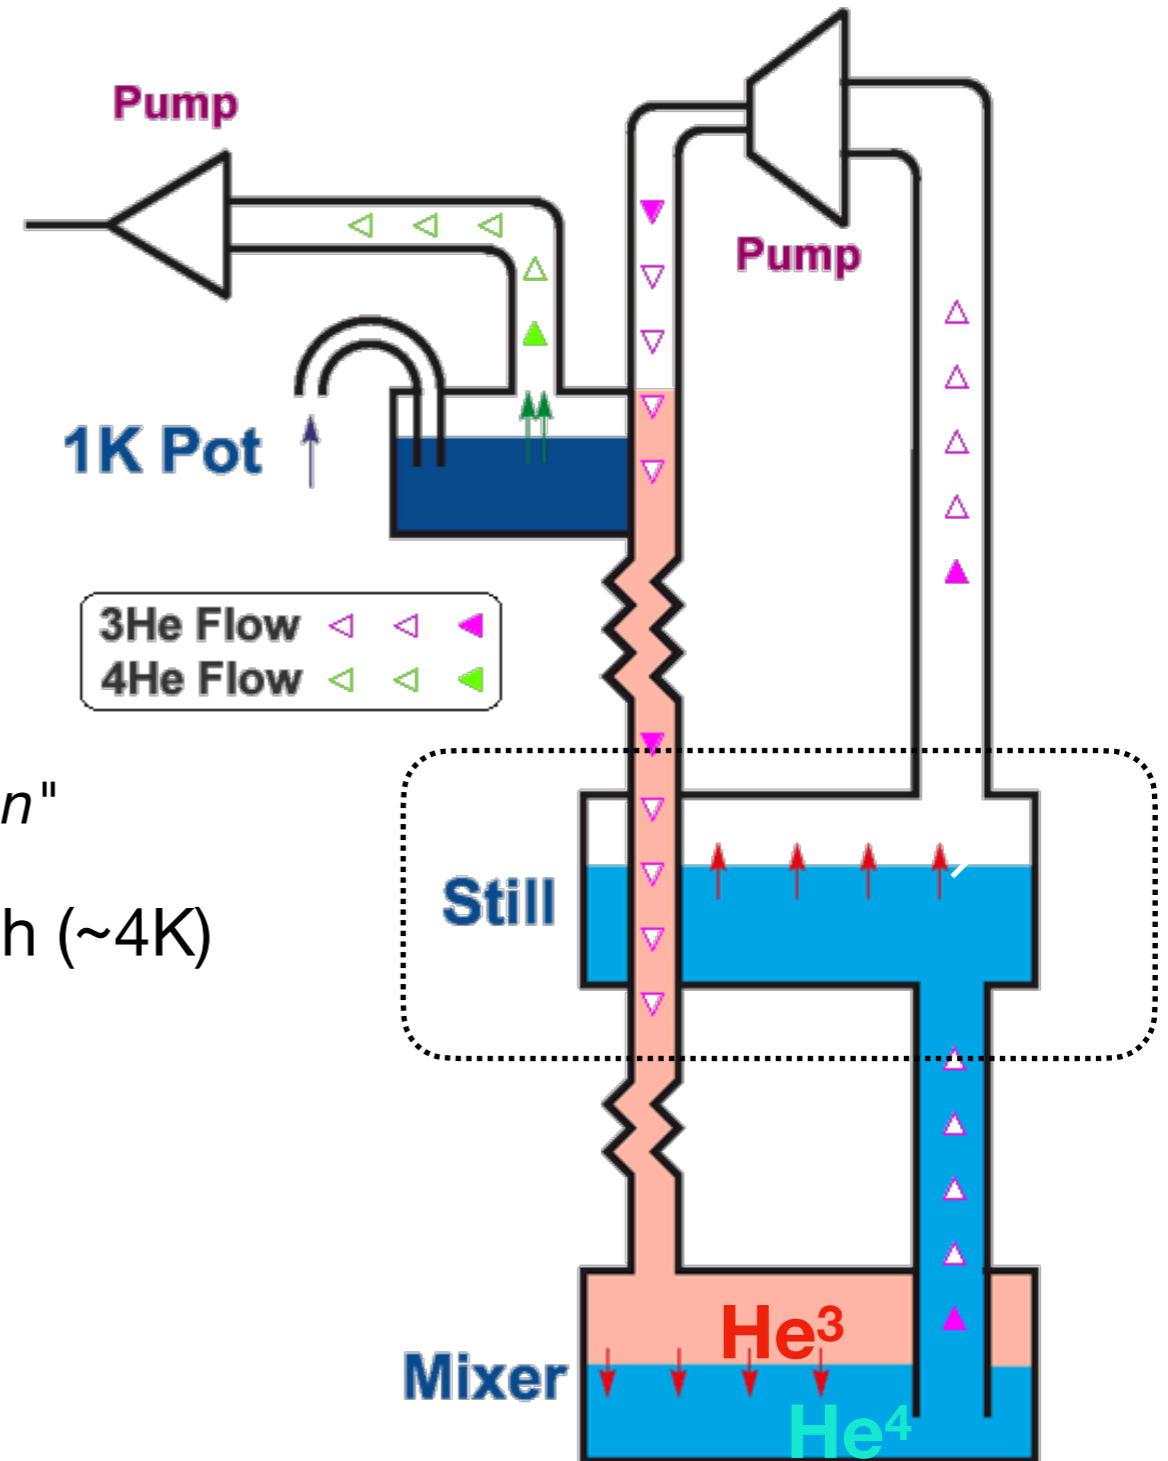 Pump
Pump
1K Pot
3He Flow
4He Flow
n"
h (~4K)
Still
He³
Mixer
He⁴